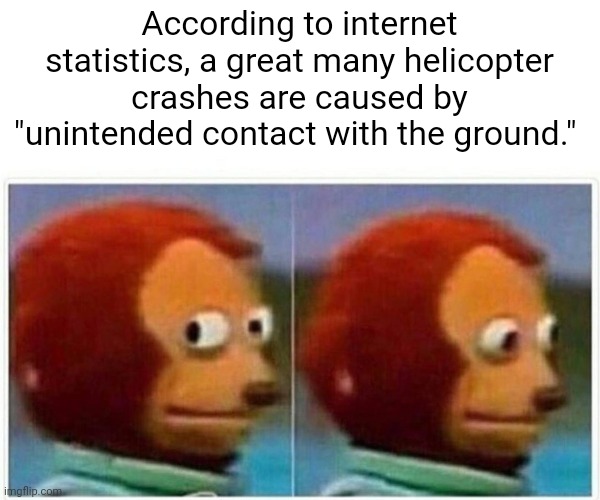 According to internet
statistics, a great many helicopter
crashes are caused by
"unintended contact with the ground."
imgflip.com